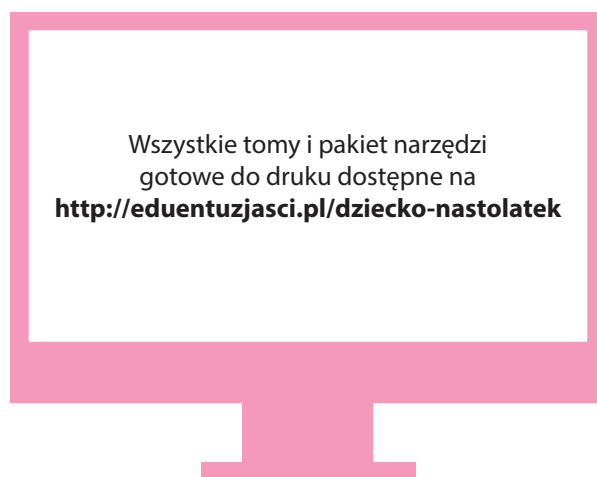 Wszystkie tomy i pakiet narzędzi
gotowe do druku dostępne na
http://eduentuzjasci.pl/dziecko-nastolatek